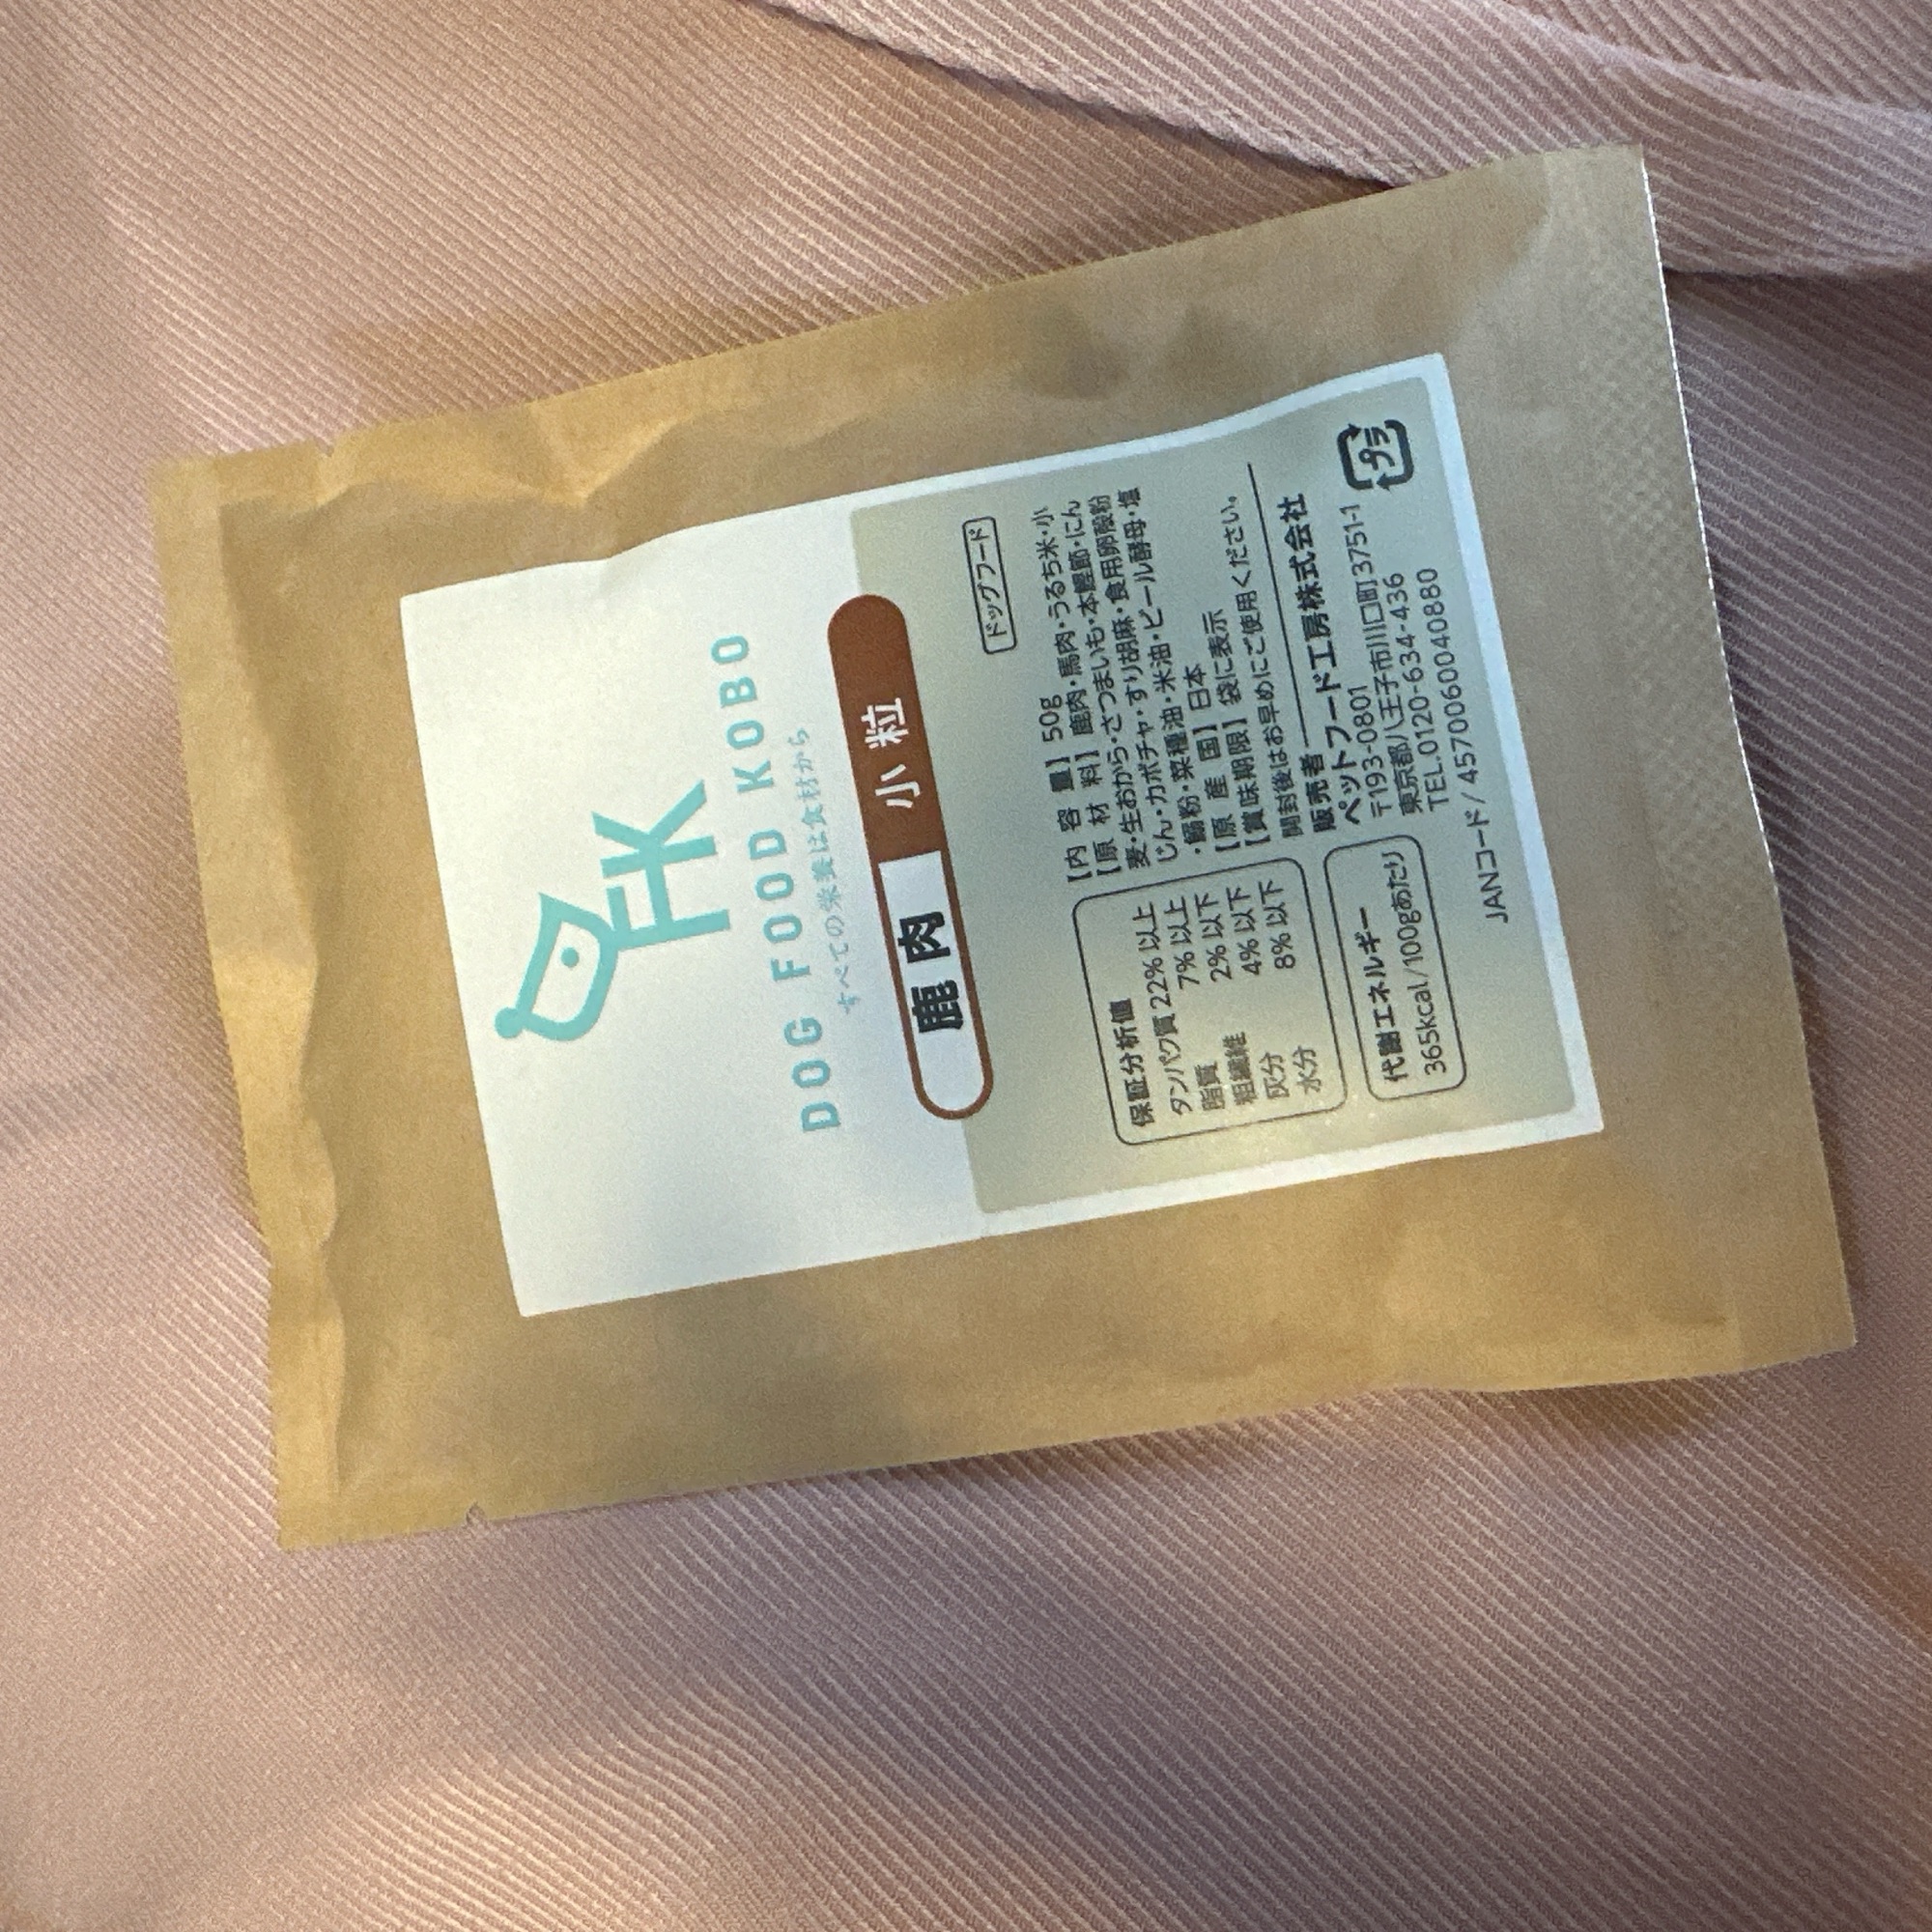 DFK
DOG FOOD KOBO
すべての栄養は食材から
鹿肉 小粒
ドッグフード
【内容量】50g
【原材料】鹿肉・馬肉・うるち米・小
麦・生おから・さつまいも・本鰹節・にん
じん・カボチャ・すり胡麻・食用卵殻粉
・鰯粉・菜種油・米油・ビール酵母・塩
【原産国】日本
【賞味期限】袋に表示
開封後はお早めにご使用ください。
保証分析値
タンパク質 22% 以上
脂質 7% 以上
粗繊維 2% 以下
灰分 4% 以下
水分 8% 以下
代謝エネルギー
365kcal/100gあたり
販売者
ペットフード工房株式会社
〒193-0801
東京都八王子市川口町3751-1
TEL.0120-634-436
JANコード/4570060040880
プラ